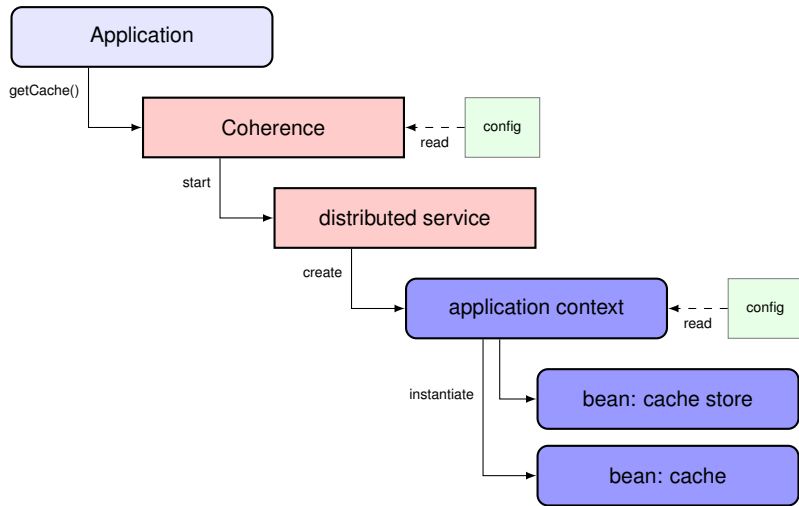 Application
getCache()
Coherence
config
read
start
distributed service
create
application context
config
read
instantiate
bean: cache store
bean: cache